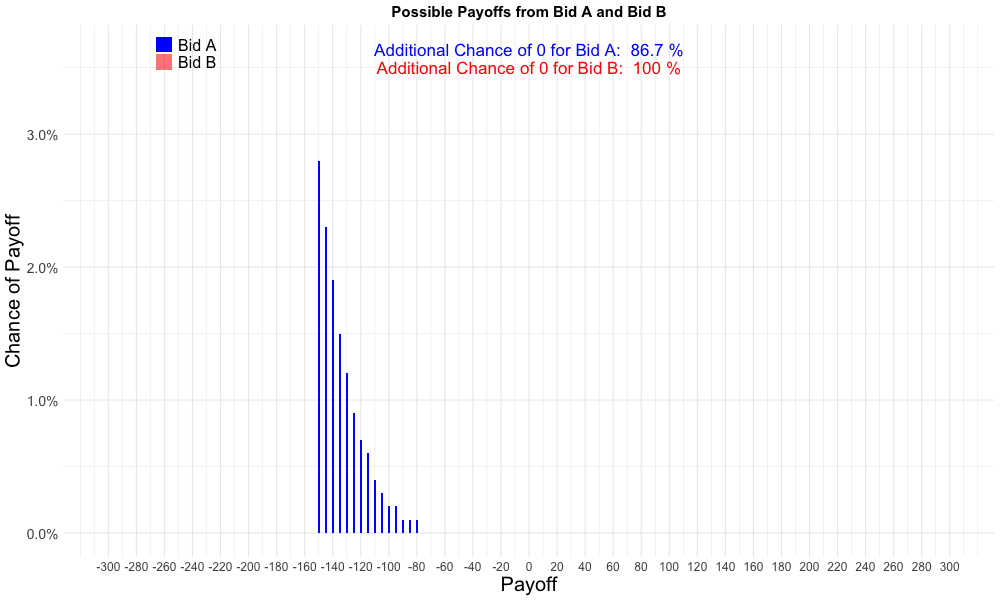 Possible Payoffs from Bid A and Bid B
Bid A
Bid B
Additional Chance of 0 for Bid A:  86.7 %
Additional Chance of 0 for Bid B:  100 %
Chance of Payoff
3.0%
2.0%
1.0%
0.0%
-300 -280 -260 -240 -220 -200 -180 -160 -140 -120 -100 -80 -60 -40 -20 0 20 40 60 80 100 120 140 160 180 200 220 240 260 280 300
Payoff